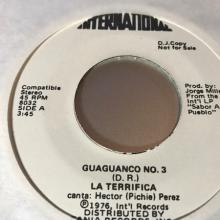 INTERNATIONAL
D.J. Copy
Not for Sale
Compatible
Stereo
45 RPM
8032
SIDE A
3:45
Prod. by:
Jorge Mill
From the
Int'l LP
"Sabor A
Pueblo"
GUAGUANCO NO. 3
(D. R.)
LA TERRIFICA
canta: Hector (Pichie) Perez
℗ 1976, Int'l Records
DISTRIBUTED BY